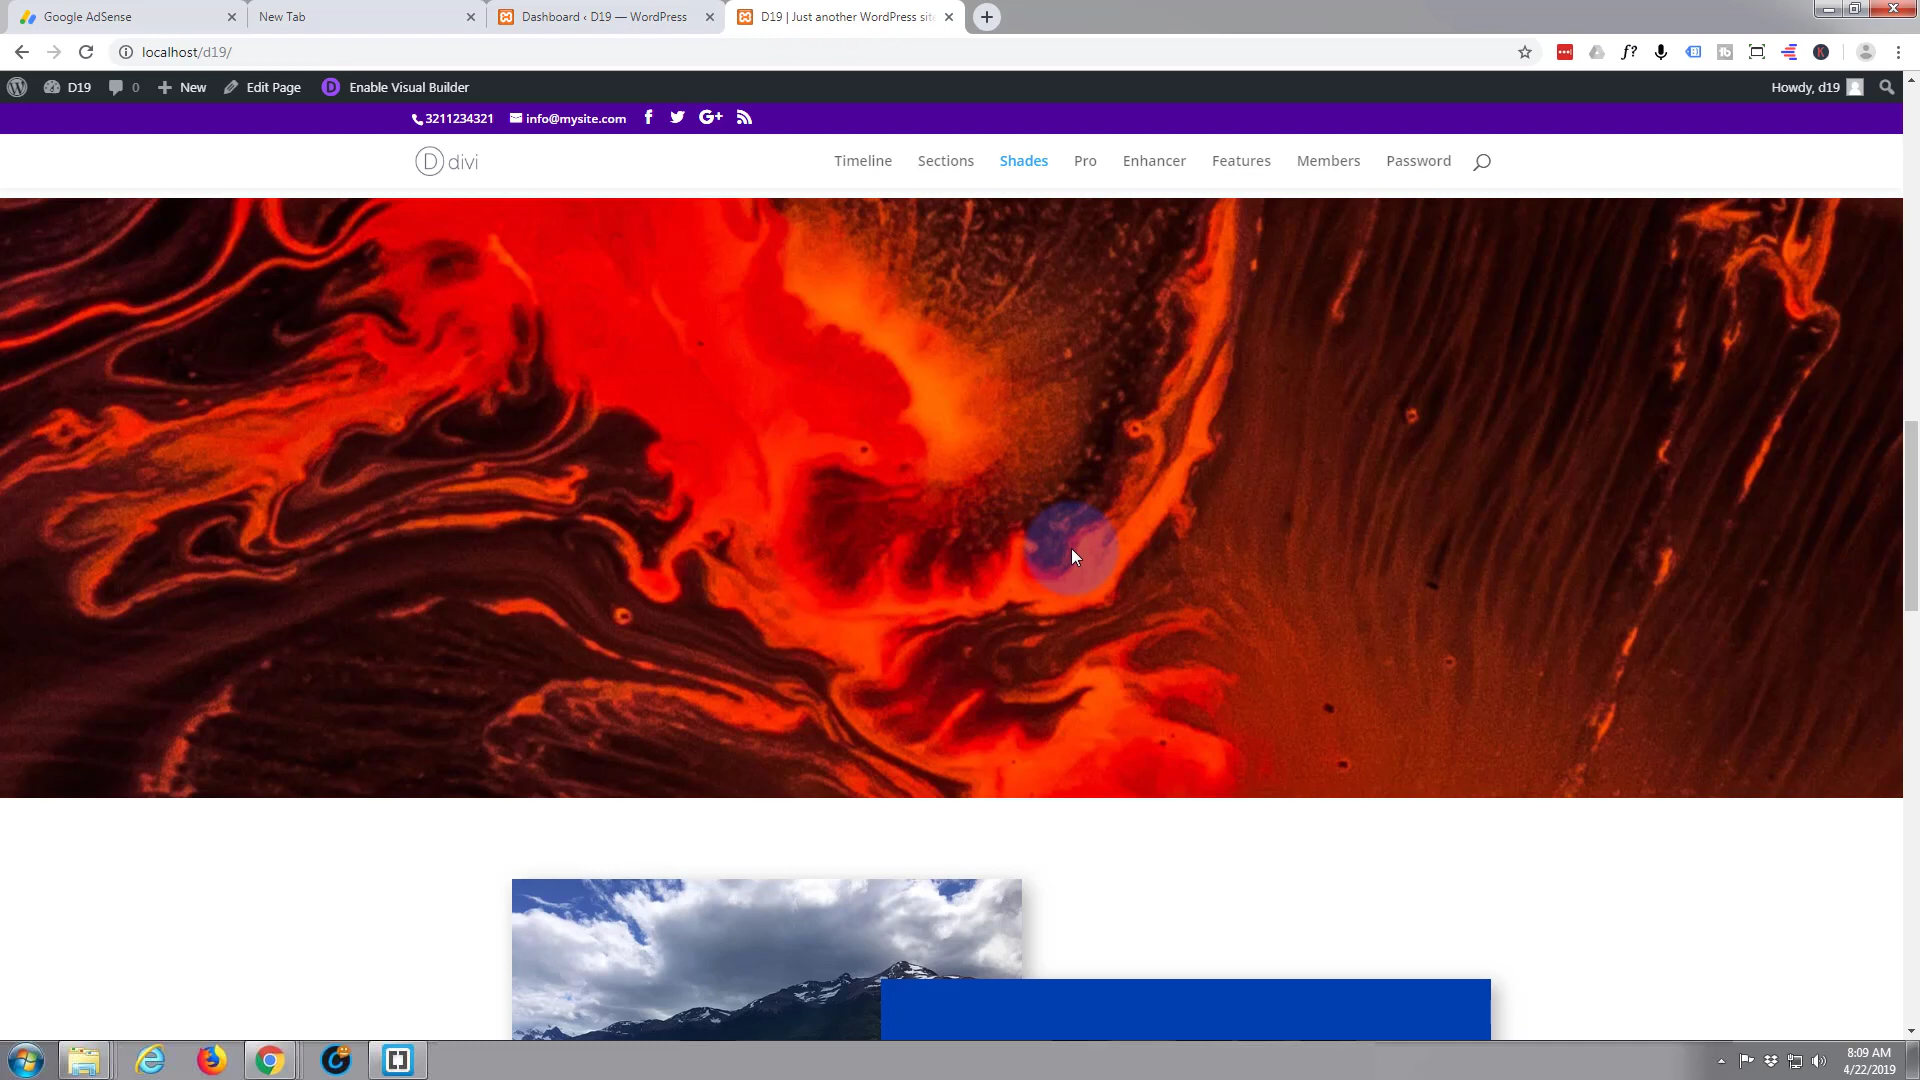 Google AdSense
New Tab
Dashboard ‹ D19 — WordPress
D19 | Just another WordPress site
localhost/d19/
D19 0 New Edit Page Enable Visual Builder Howdy, d19
3211234321 info@mysite.com G+
divi Timeline Sections Shades Pro Enhancer Features Members Password
8:09 AM
4/22/2019